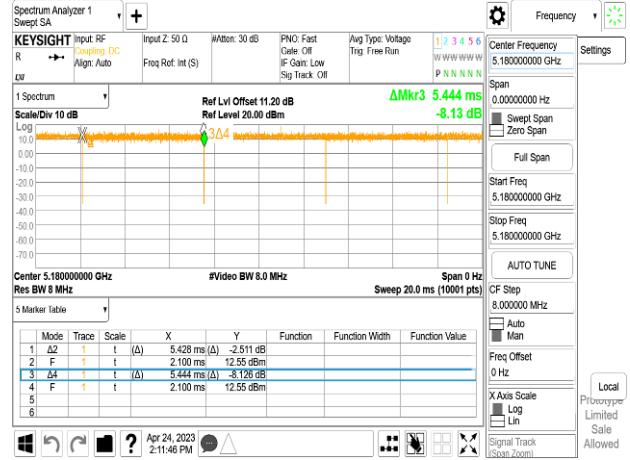 Spectrum Analyzer 1
Swept SA
Frequency
KEYSIGHT
R
Input: RF
Coupling: DC
Align: Auto
Input Z: 50 Ω
Freq Ref: Int (S)
#Atten: 30 dB
PNO: Fast
Gate: Off
IF Gain: Low
Sig Track: Off
Avg Type: Voltage
Trig: Free Run
1 2 3 4 5 6
W W W W W W
P N N N N N
1 Spectrum
Scale/Div 10 dB
Ref Lvl Offset 11.20 dB
Ref Level 20.00 dBm
ΔMkr3 5.444 ms
-8.13 dB
Log
10.0
0.00
-10.0
-20.0
-30.0
-40.0
-50.0
-60.0
-70.0
3Δ4
Center 5.180000000 GHz
Res BW 8 MHz
#Video BW 8.0 MHz
Span 0 Hz
Sweep 20.0 ms (10001 pts)
5 Marker Table
Mode Trace Scale X Y Function Function Width Function Value
1 Δ2 1 t (Δ) 5.428 ms (Δ) -2.511 dB
2 F 1 t 2.100 ms 12.55 dBm
3 Δ4 1 t (Δ) 5.444 ms (Δ) -8.126 dB
4 F 1 t 2.100 ms 12.55 dBm
5
6
Apr 24, 2023
2:11:46 PM
Center Frequency
5.180000000 GHz
Span
0.00000000 Hz
Swept Span
Zero Span
Full Span
Start Freq
5.180000000 GHz
Stop Freq
5.180000000 GHz
AUTO TUNE
CF Step
8.000000 MHz
Auto
Man
Freq Offset
0 Hz
X Axis Scale
Log
Lin
Signal Track
(Span Zoom)
Settings
Local
Prototype
Limited
Sale
Allowed